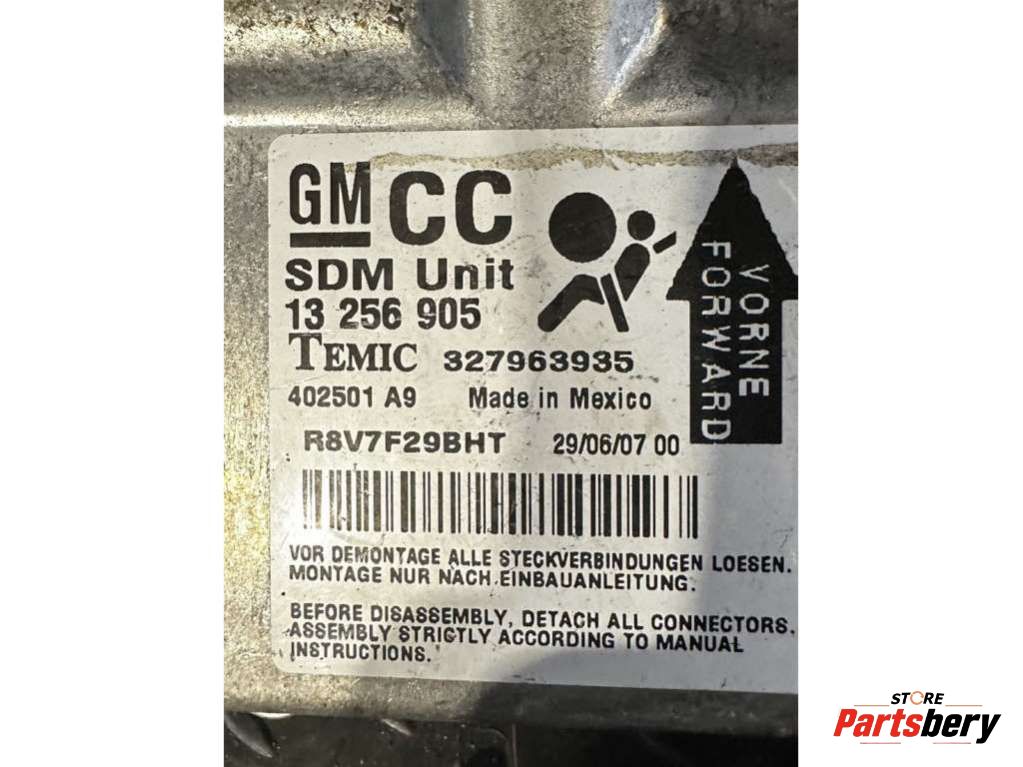 GM CC
SDM Unit
13 256 905
TEMIC 327963935
402501 A9 Made in Mexico
R8V7F29BHT 29/06/07 00
VORNE
FORWARD
VOR DEMONTAGE ALLE STECKVERBINDUNGEN LOESEN.
MONTAGE NUR NACH EINBAUANLEITUNG.
BEFORE DISASSEMBLY, DETACH ALL CONNECTORS.
ASSEMBLY STRICTLY ACCORDING TO MANUAL
INSTRUCTIONS.
STORE
Partsbery